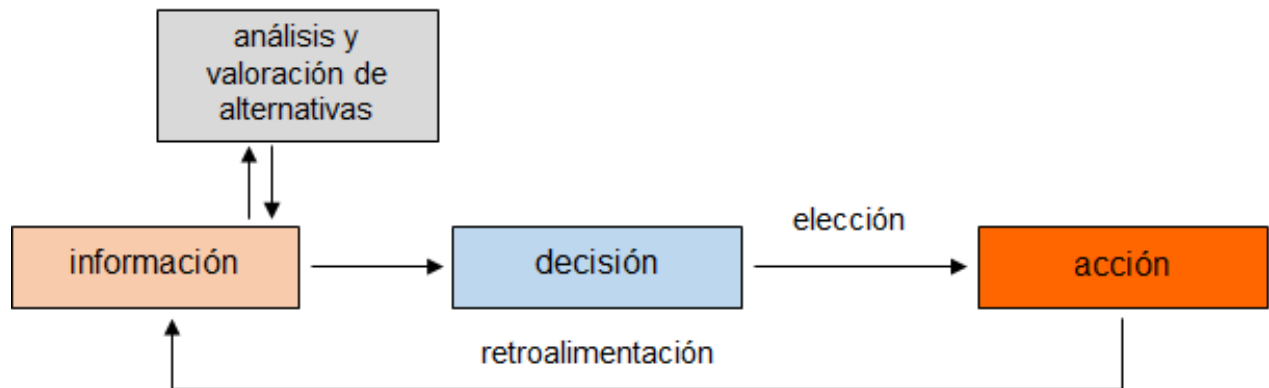 análisis y
valoración de
alternativas
información
decisión
elección
acción
retroalimentación